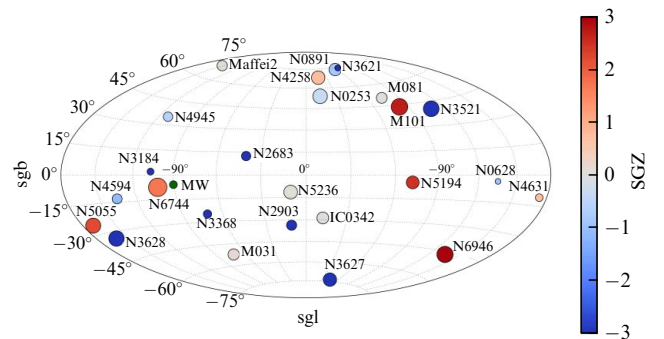 75°
60°
45°
30°
15°
0°
−15°
−30°
−45°
−60°
−75°
sgb
sgl
−90°
0°
−90°
Maffei2
N0891
N3621
N4258
M081
N0253
M101
N3521
N4945
N2683
N3184
MW
N6744
N4594
N5055
N3628
N3368
N5236
N2903
IC0342
M031
N3627
N5194
N0628
N4631
N6946
3
2
1
0
−1
−2
−3
SGZ